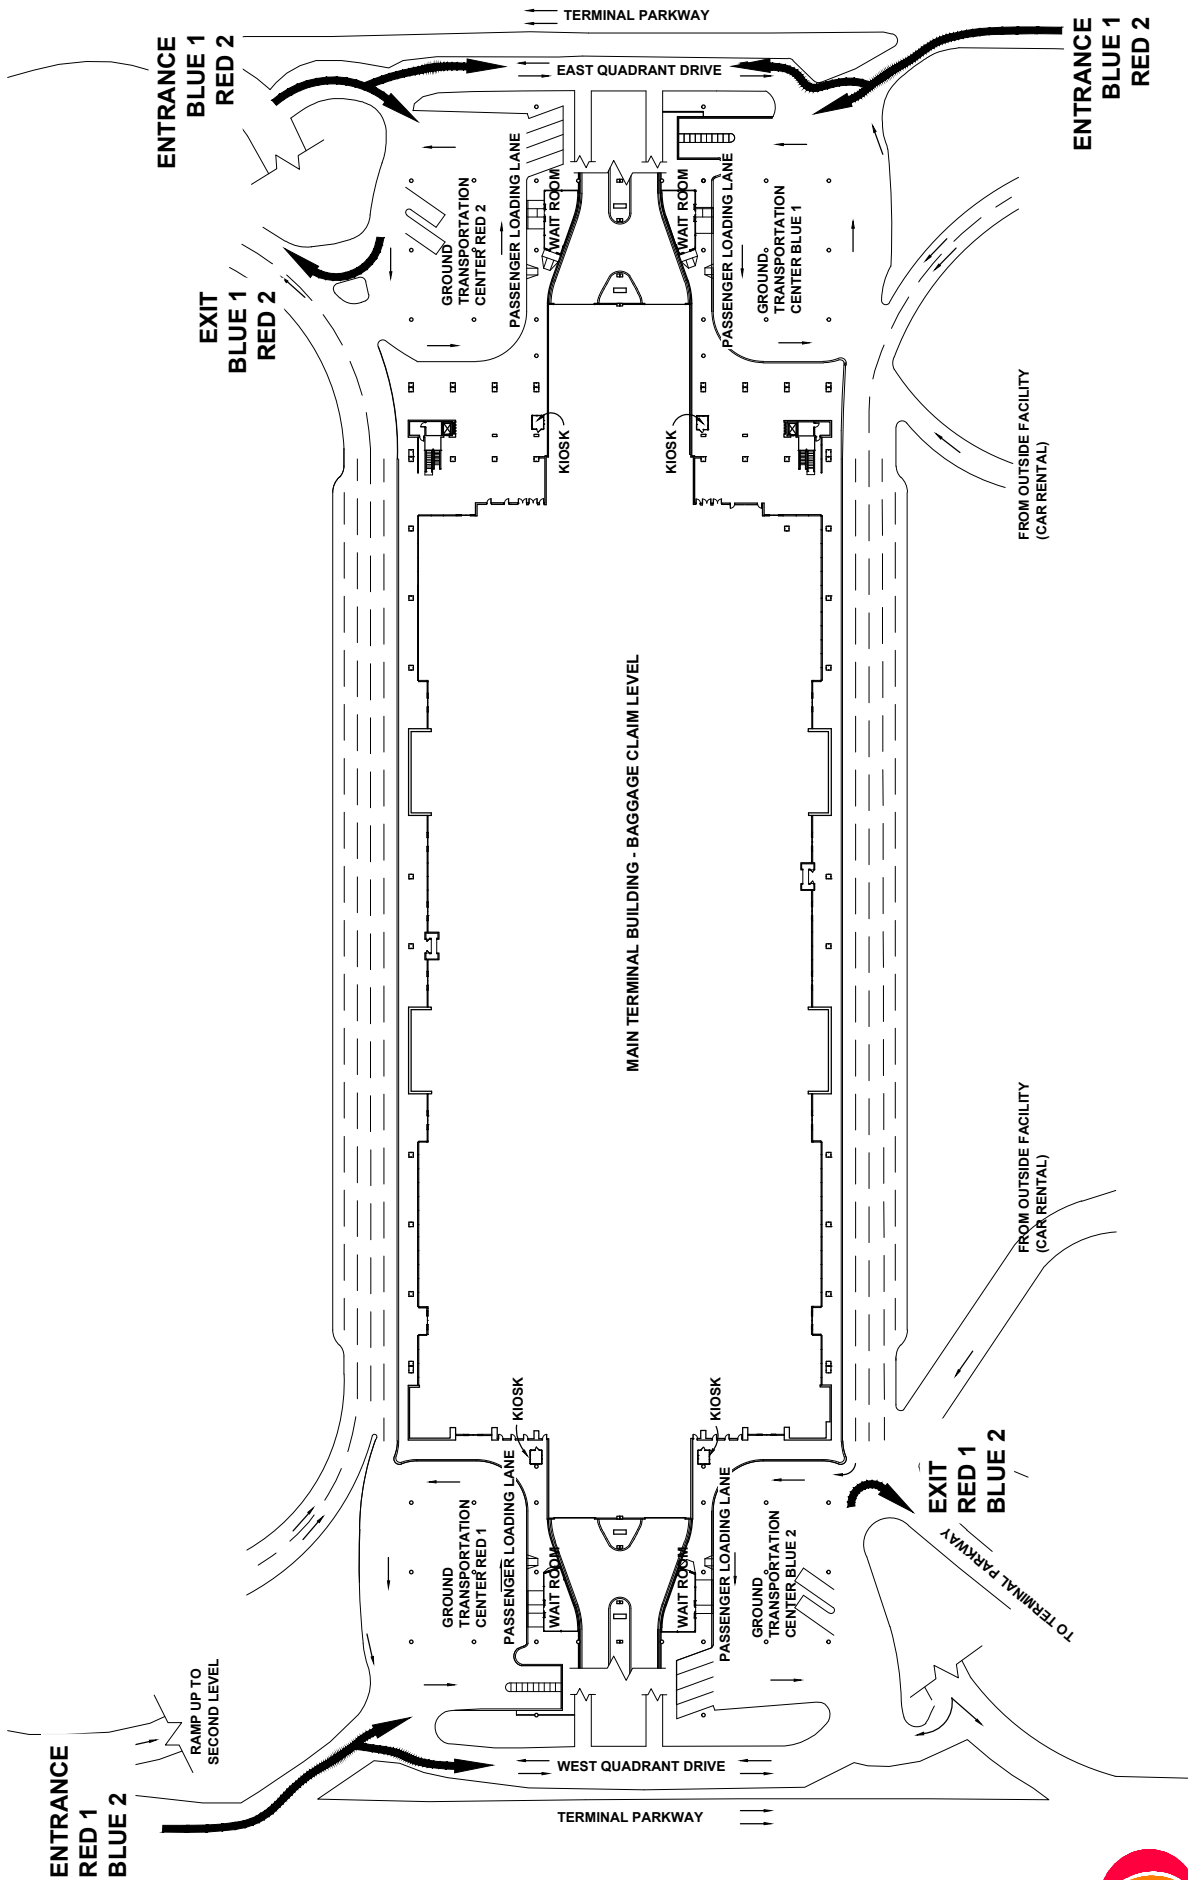 TERMINAL PARKWAY
ENTRANCE
BLUE 1
RED 2
EAST QUADRANT DRIVE
ENTRANCE
BLUE 1
RED 2
EXIT
BLUE 1
RED 2
GROUND
TRANSPORTATION
CENTER RED 2
PASSENGER LOADING LANE
WAIT ROOM
WAIT ROOM
PASSENGER LOADING LANE
GROUND
TRANSPORTATION
CENTER BLUE 1
KIOSK
KIOSK
FROM OUTSIDE FACILITY
(CAR RENTAL)
MAIN TERMINAL BUILDING - BAGGAGE CLAIM LEVEL
FROM OUTSIDE FACILITY
(CAR RENTAL)
KIOSK
KIOSK
GROUND
TRANSPORTATION
CENTER RED 1
PASSENGER LOADING LANE
WAIT ROOM
WAIT ROOM
PASSENGER LOADING LANE
GROUND
TRANSPORTATION
CENTER BLUE 2
EXIT
RED 1
BLUE 2
TO TERMINAL PARKWAY
RAMP UP TO
SECOND LEVEL
ENTRANCE
RED 1
BLUE 2
WEST QUADRANT DRIVE
TERMINAL PARKWAY